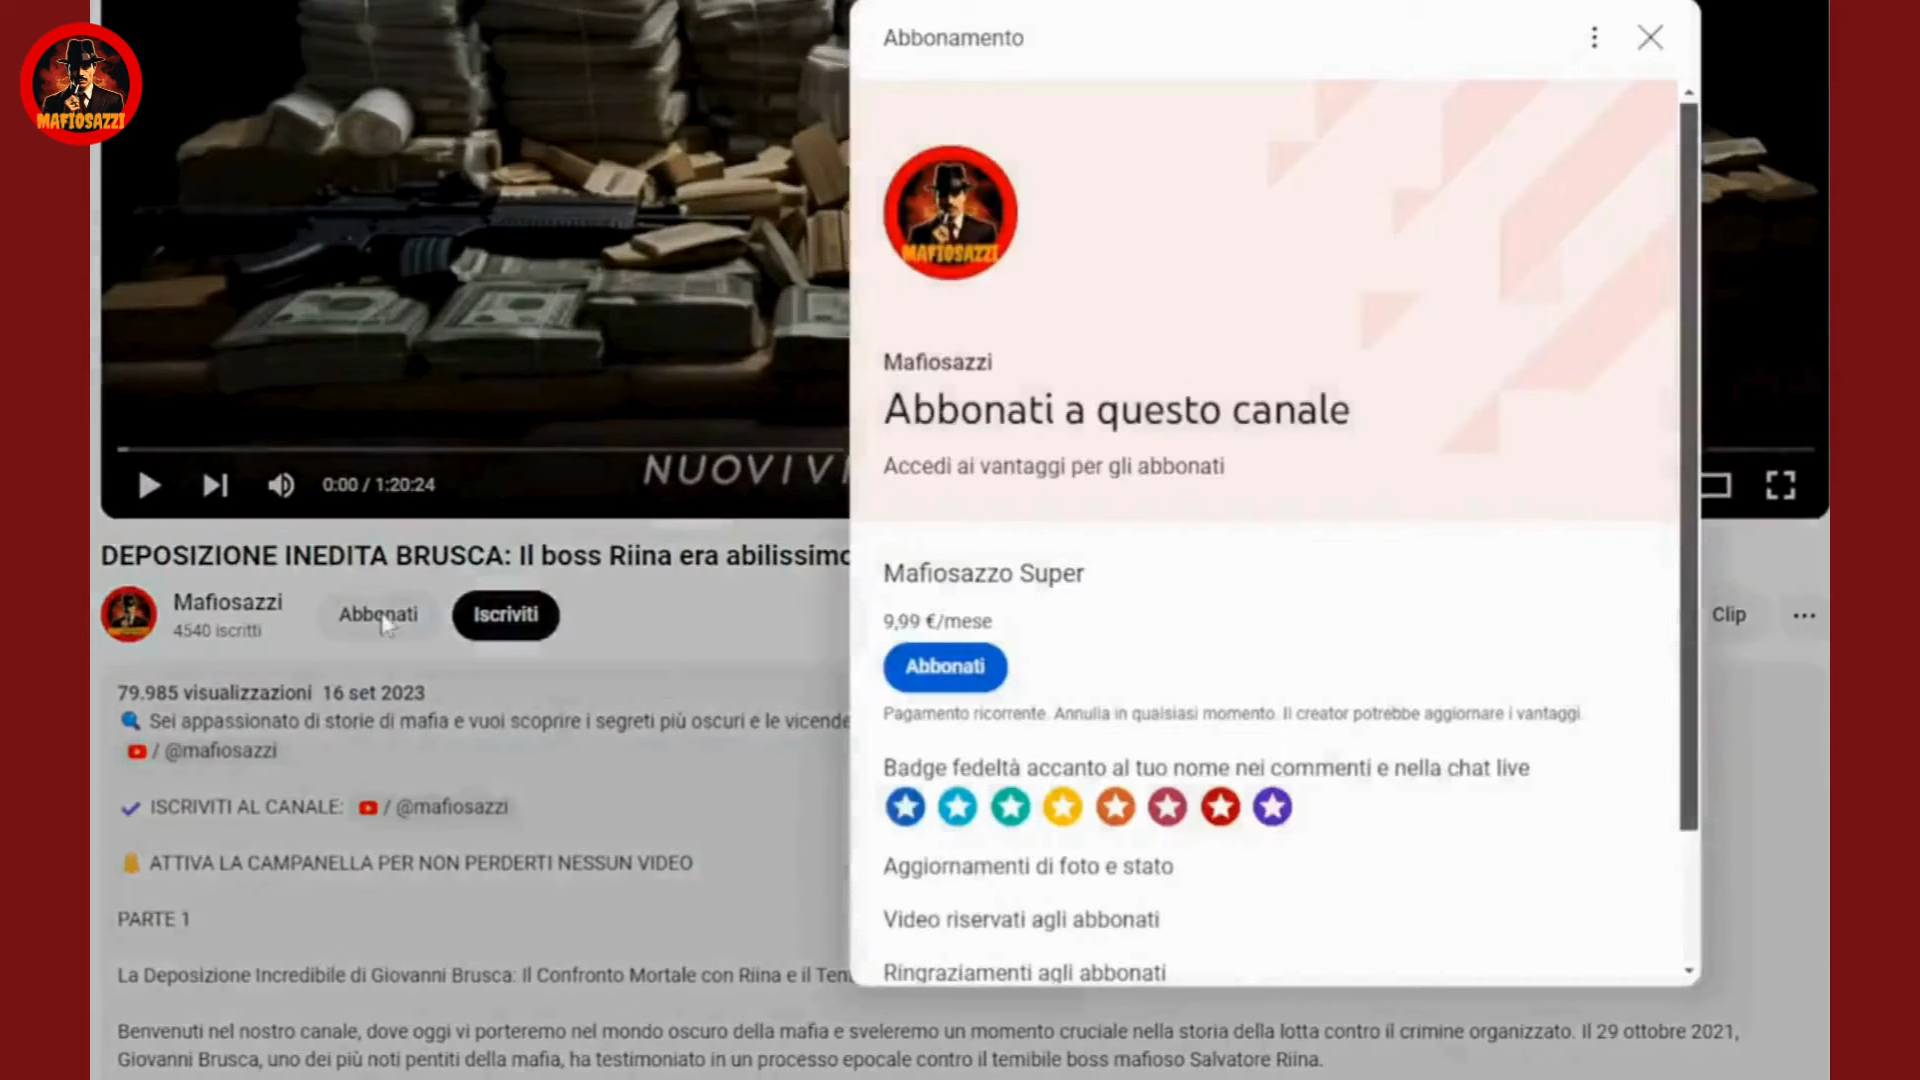 MAFIOSAZZI
Abbonamento
MAFIOSAZZI
Mafiosazzi
Abbonati a questo canale
Accedi ai vantaggi per gli abbonati
0:00 / 1:20:24
NUOVI V
DEPOSIZIONE INEDITA BRUSCA: Il boss Riina era abilissimo
Mafiosazzi
4540 iscritti
Abbonati
Iscriviti
Clip
Mafiosazzo Super
9,99 €/mese
Abbonati
Pagamento ricorrente. Annulla in qualsiasi momento. Il creator potrebbe aggiornare i vantaggi.
Badge fedeltà accanto al tuo nome nei commenti e nella chat live
Aggiornamenti di foto e stato
Video riservati agli abbonati
Ringraziamenti agli abbonati
79.985 visualizzazioni 16 set 2023
Sei appassionato di storie di mafia e vuoi scoprire i segreti più oscuri e le vicende
/ @mafiosazzi
ISCRIVITI AL CANALE: / @mafiosazzi
ATTIVA LA CAMPANELLA PER NON PERDERTI NESSUN VIDEO
PARTE 1
La Deposizione Incredibile di Giovanni Brusca: Il Confronto Mortale con Riina e il Ten
Benvenuti nel nostro canale, dove oggi vi porteremo nel mondo oscuro della mafia e sveleremo un momento cruciale nella storia della lotta contro il crimine organizzato. Il 29 ottobre 2021,
Giovanni Brusca, uno dei più noti pentiti della mafia, ha testimoniato in un processo epocale contro il temibile boss mafioso Salvatore Riina.